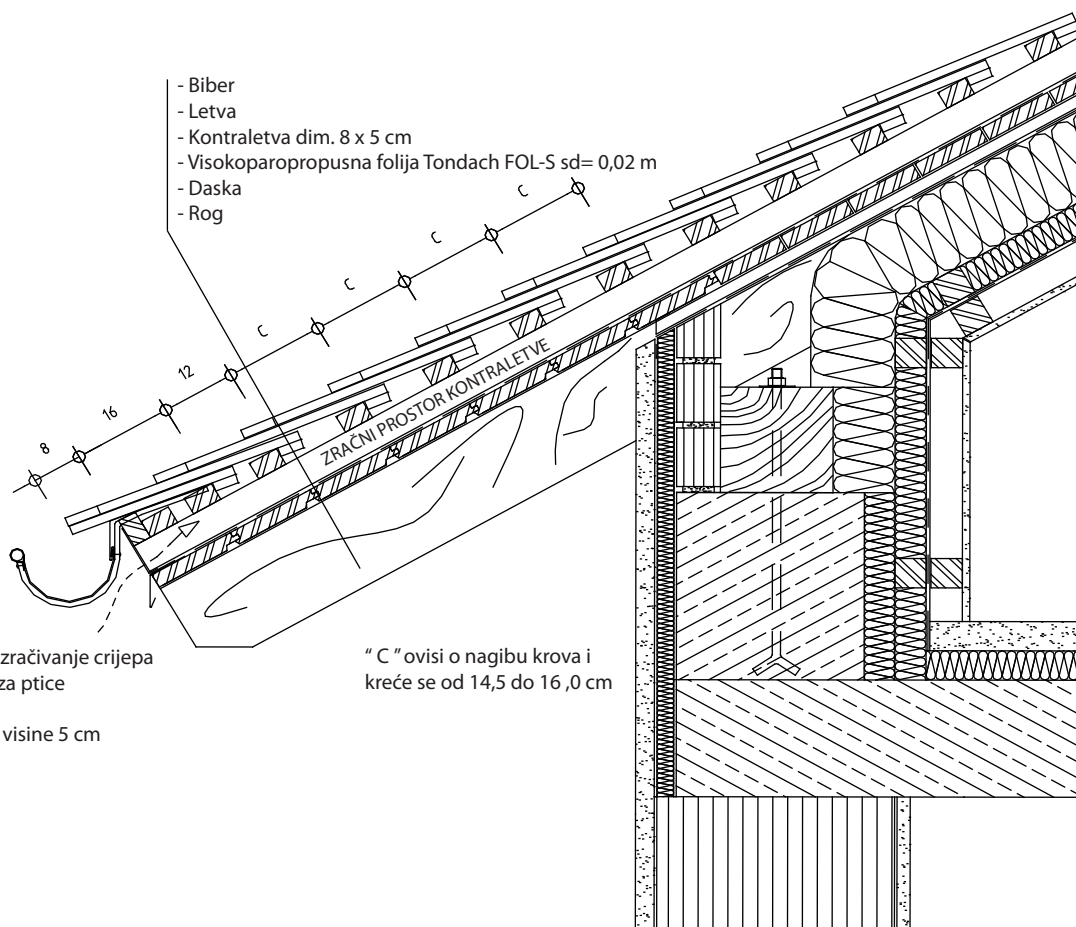 - Biber
- Letva
- Kontraletva dim. 8 x 5 cm
- Visokoparopropusna folija Tondach FOL-S sd= 0,02 m
- Daska
- Rog
8
16
12
C
C
C
C
ZRAČNI PROSTOR KONTRALETVE
zračivanje crijepa
za ptice
visine 5 cm
“ C ” ovisi o nagibu krova i
kreće se od 14,5 do 16 ,0 cm